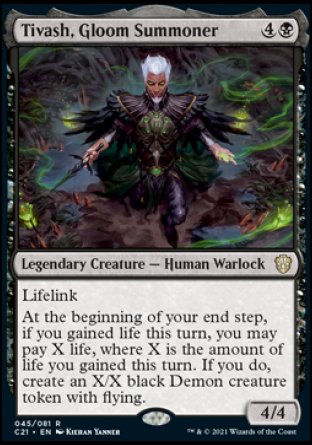 Tivash, Gloom Summoner 4
Legendary Creature — Human Warlock
Lifelink
At the beginning of your end step,
if you gained life this turn, you may
pay X life, where X is the amount of
life you gained this turn. If you do,
create an X/X black Demon creature
token with flying.
4/4
045/081 R
C21 • EN Kieran Yanner
™ & © 2021 Wizards of the Coast